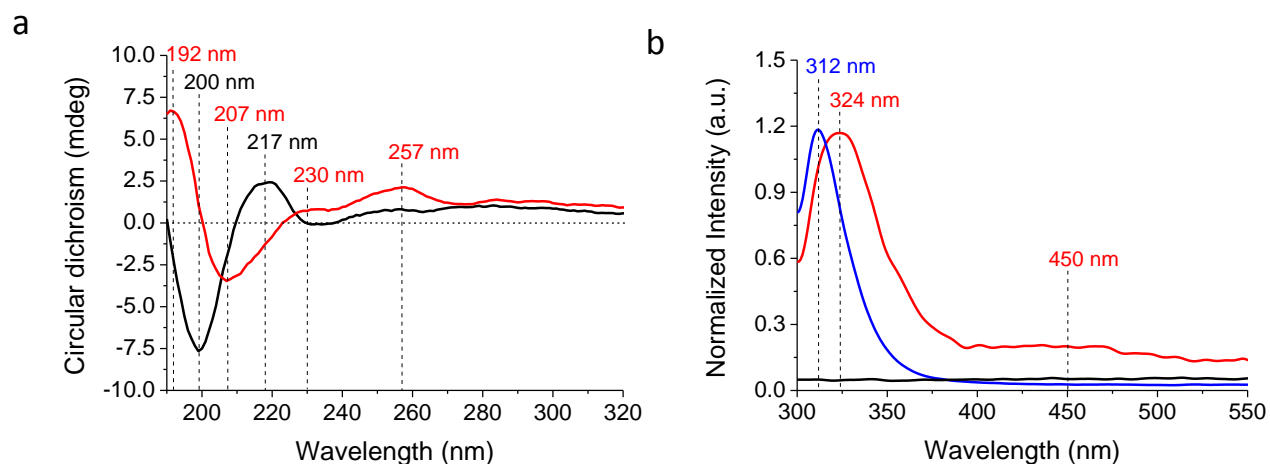 a
192 nm
200 nm
207 nm
217 nm
230 nm
257 nm
10.0
7.5
5.0
2.5
0.0
-2.5
-5.0
-7.5
-10.0
Circular dichroism (mdeg)
200 220 240 260 280 300 320
Wavelength (nm)
b
312 nm
324 nm
450 nm
1.5
1.2
0.9
0.6
0.3
0.0
Normalized Intensity (a.u.)
300 350 400 450 500 550
Wavelength (nm)